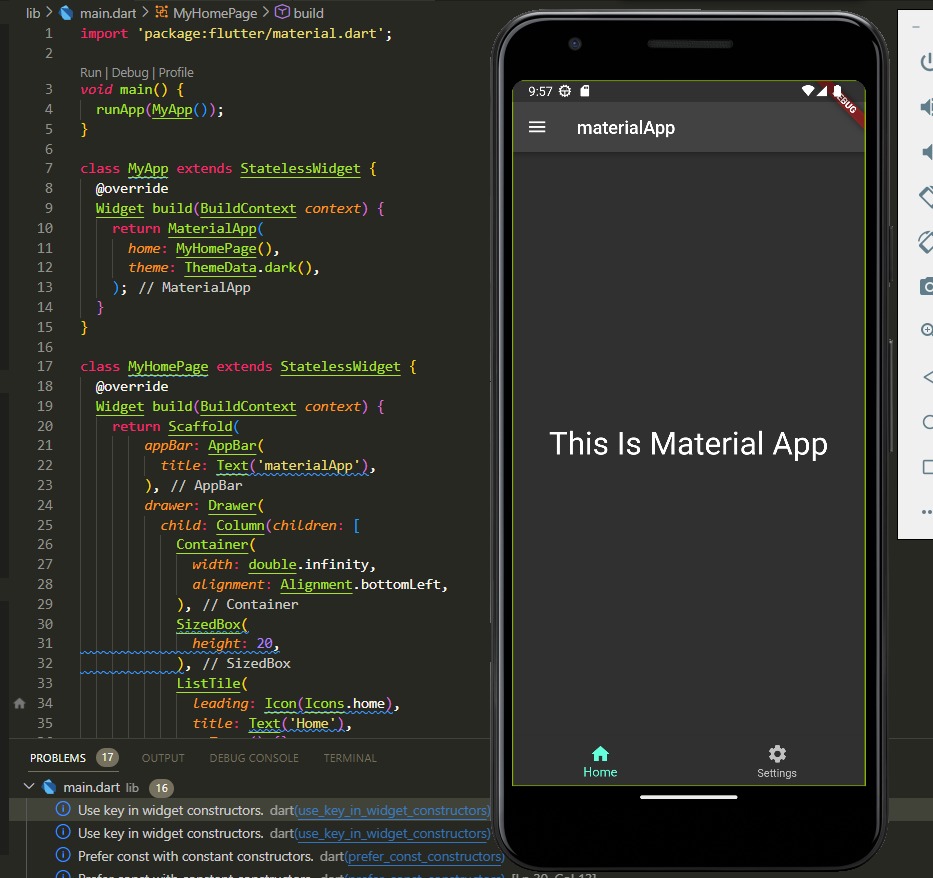 lib > main.dart > MyHomePage > build
1 import 'package:flutter/material.dart';
2
Run | Debug | Profile
3 void main() {
4   runApp(MyApp());
5 }
6
7 class MyApp extends StatelessWidget {
8   @override
9   Widget build(BuildContext context) {
10     return MaterialApp(
11       home: MyHomePage(),
12       theme: ThemeData.dark(),
13     ); // MaterialApp
14   }
15 }
16
17 class MyHomePage extends StatelessWidget {
18   @override
19   Widget build(BuildContext context) {
20     return Scaffold(
21         appBar: AppBar(
22           title: Text('materialApp'),
23         ), // AppBar
24         drawer: Drawer(
25           child: Column(children: [
26             Container(
27               width: double.infinity,
28               alignment: Alignment.bottomLeft,
29             ), // Container
30             SizedBox(
31               height: 20,
32             ), // SizedBox
33             ListTile(
34               leading: Icon(Icons.home),
35               title: Text('Home'),
PROBLEMS 17 OUTPUT DEBUG CONSOLE TERMINAL
main.dart lib 16
Use key in widget constructors. dart(use_key_in_widget_constructors)
Use key in widget constructors. dart(use_key_in_widget_constructors)
Prefer const with constant constructors. dart(prefer_const_constructors)
Prefer const with constant constructors. dart(prefer_const_constructors)
9:57
DEBUG
materialApp
This Is Material App
Home
Settings